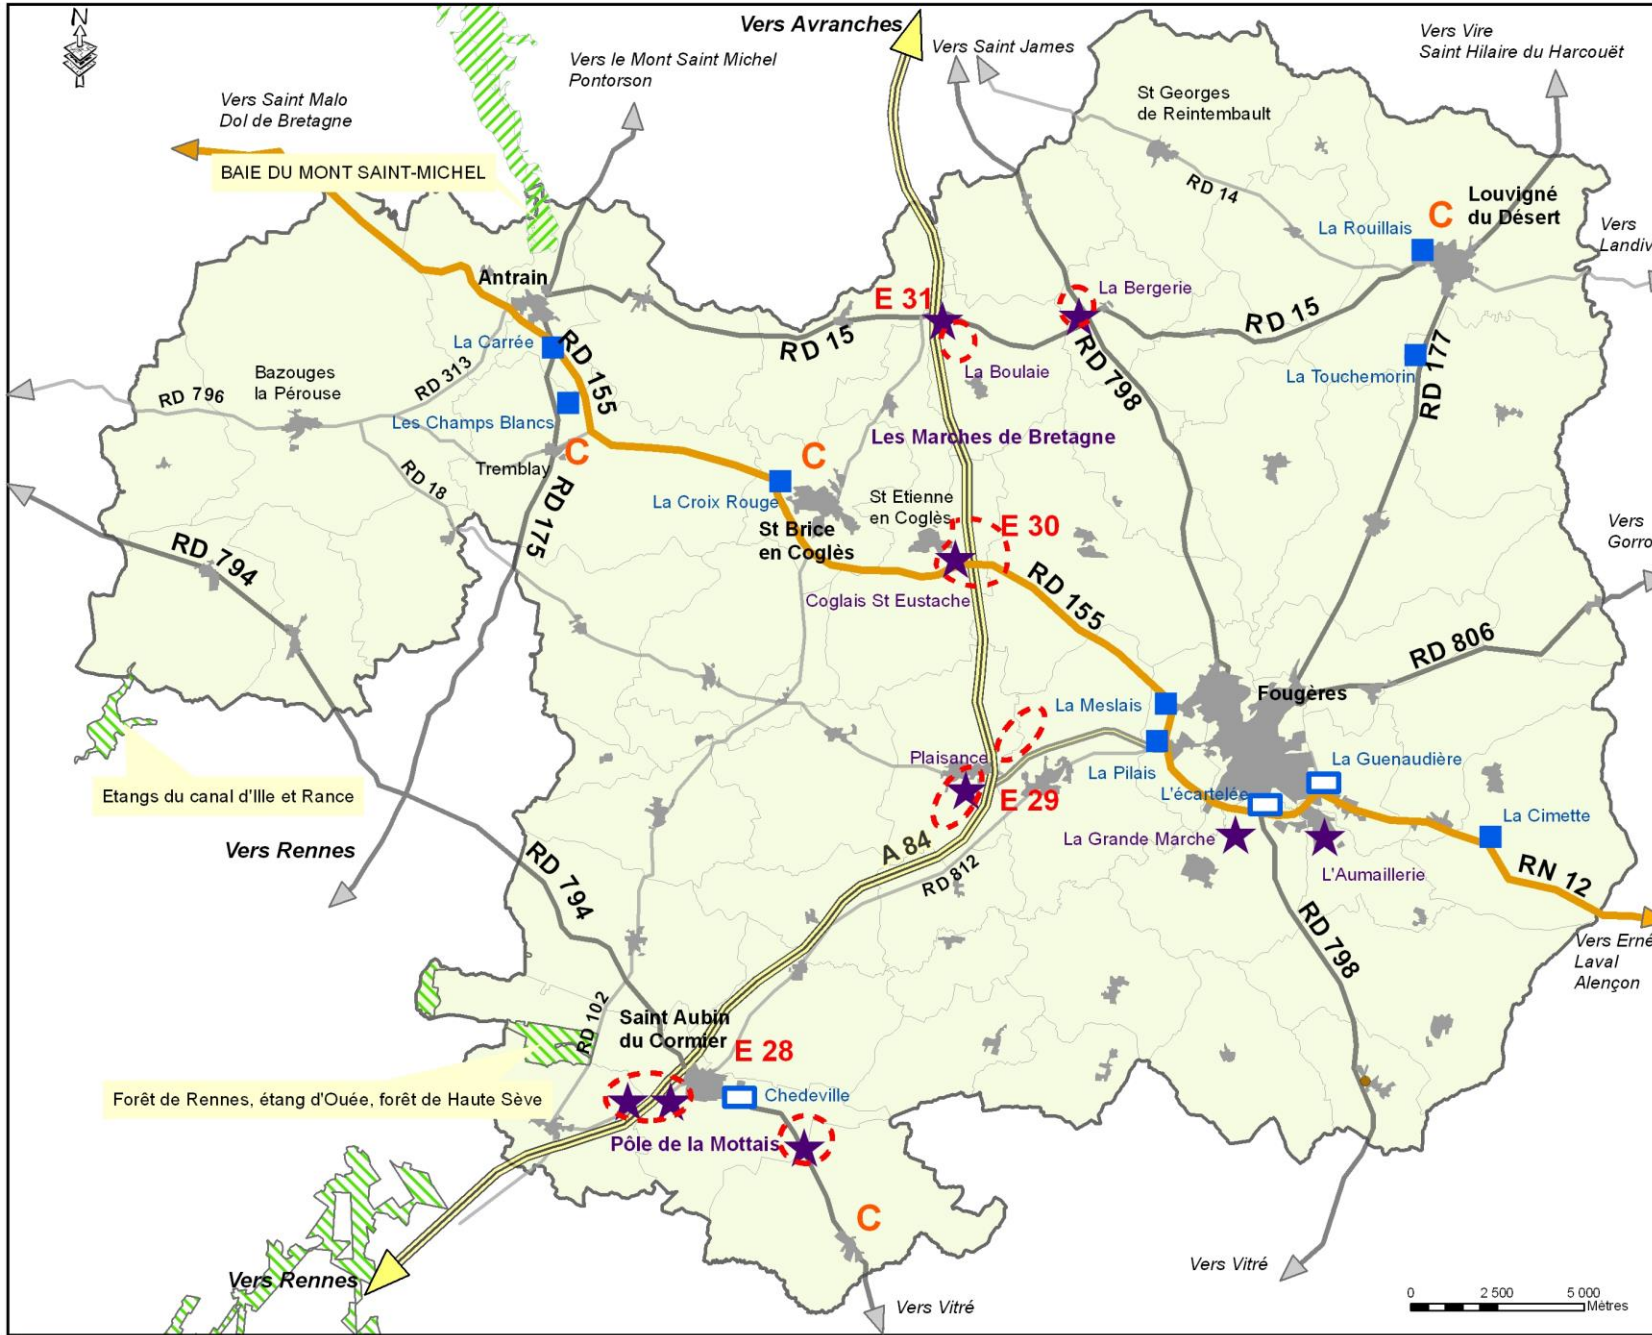 N
Vers Avranches
Vers Saint James
Vers Vire
Saint Hilaire du Harcouët
Vers le Mont Saint Michel
Pontorson
Vers Saint Malo
Dol de Bretagne
St Georges
de Reintembault
BAIE DU MONT SAINT-MICHEL
RD 14
Louvigné
du Désert
C
La Rouillais
Vers
Landiv
Antrain
E 31
La Bergerie
RD 15
RD 15
La Carrée
RD 155
RD 313
La Boulaie
RD 798
La Touchemorin
RD 177
Bazouges
la Pérouse
RD 796
Les Champs Blancs
Les Marches de Bretagne
C
C
Tremblay
RD 18
La Croix Rouge
St Etienne
en Coglès
E 30
RD 175
St Brice
en Coglès
Vers
Gorro
RD 794
Coglais St Eustache
RD 155
RD 806
Fougères
La Meslais
Plaisance
La Pilais
La Guenaudière
L'écartelée
Etangs du canal d'Ille et Rance
E 29
La Cimette
Vers Rennes
A 84
La Grande Marche
RD 812
L'Aumaillerie
RN 12
RD 794
RD 798
Vers Erné
Laval
Alençon
RD 102
Saint Aubin
du Cormier
E 28
Forêt de Rennes, étang d'Ouée, forêt de Haute Sève
Chedeville
Pôle de la Mottais
C
Vers Rennes
Vers Vitré
Vers Vitré
0 2 500 5 000
Mètres